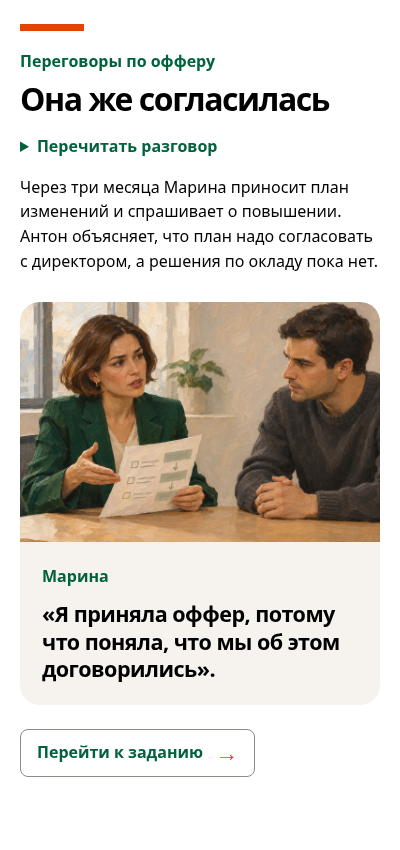 Переговоры по офферу
Она же согласилась
Перечитать разговор
Через три месяца Марина приносит план
изменений и спрашивает о повышении.
Антон объясняет, что план надо согласовать
с директором, а решения по окладу пока нет.
Марина
«Я приняла оффер, потому
что поняла, что мы об этом
договорились».
Перейти к заданию →